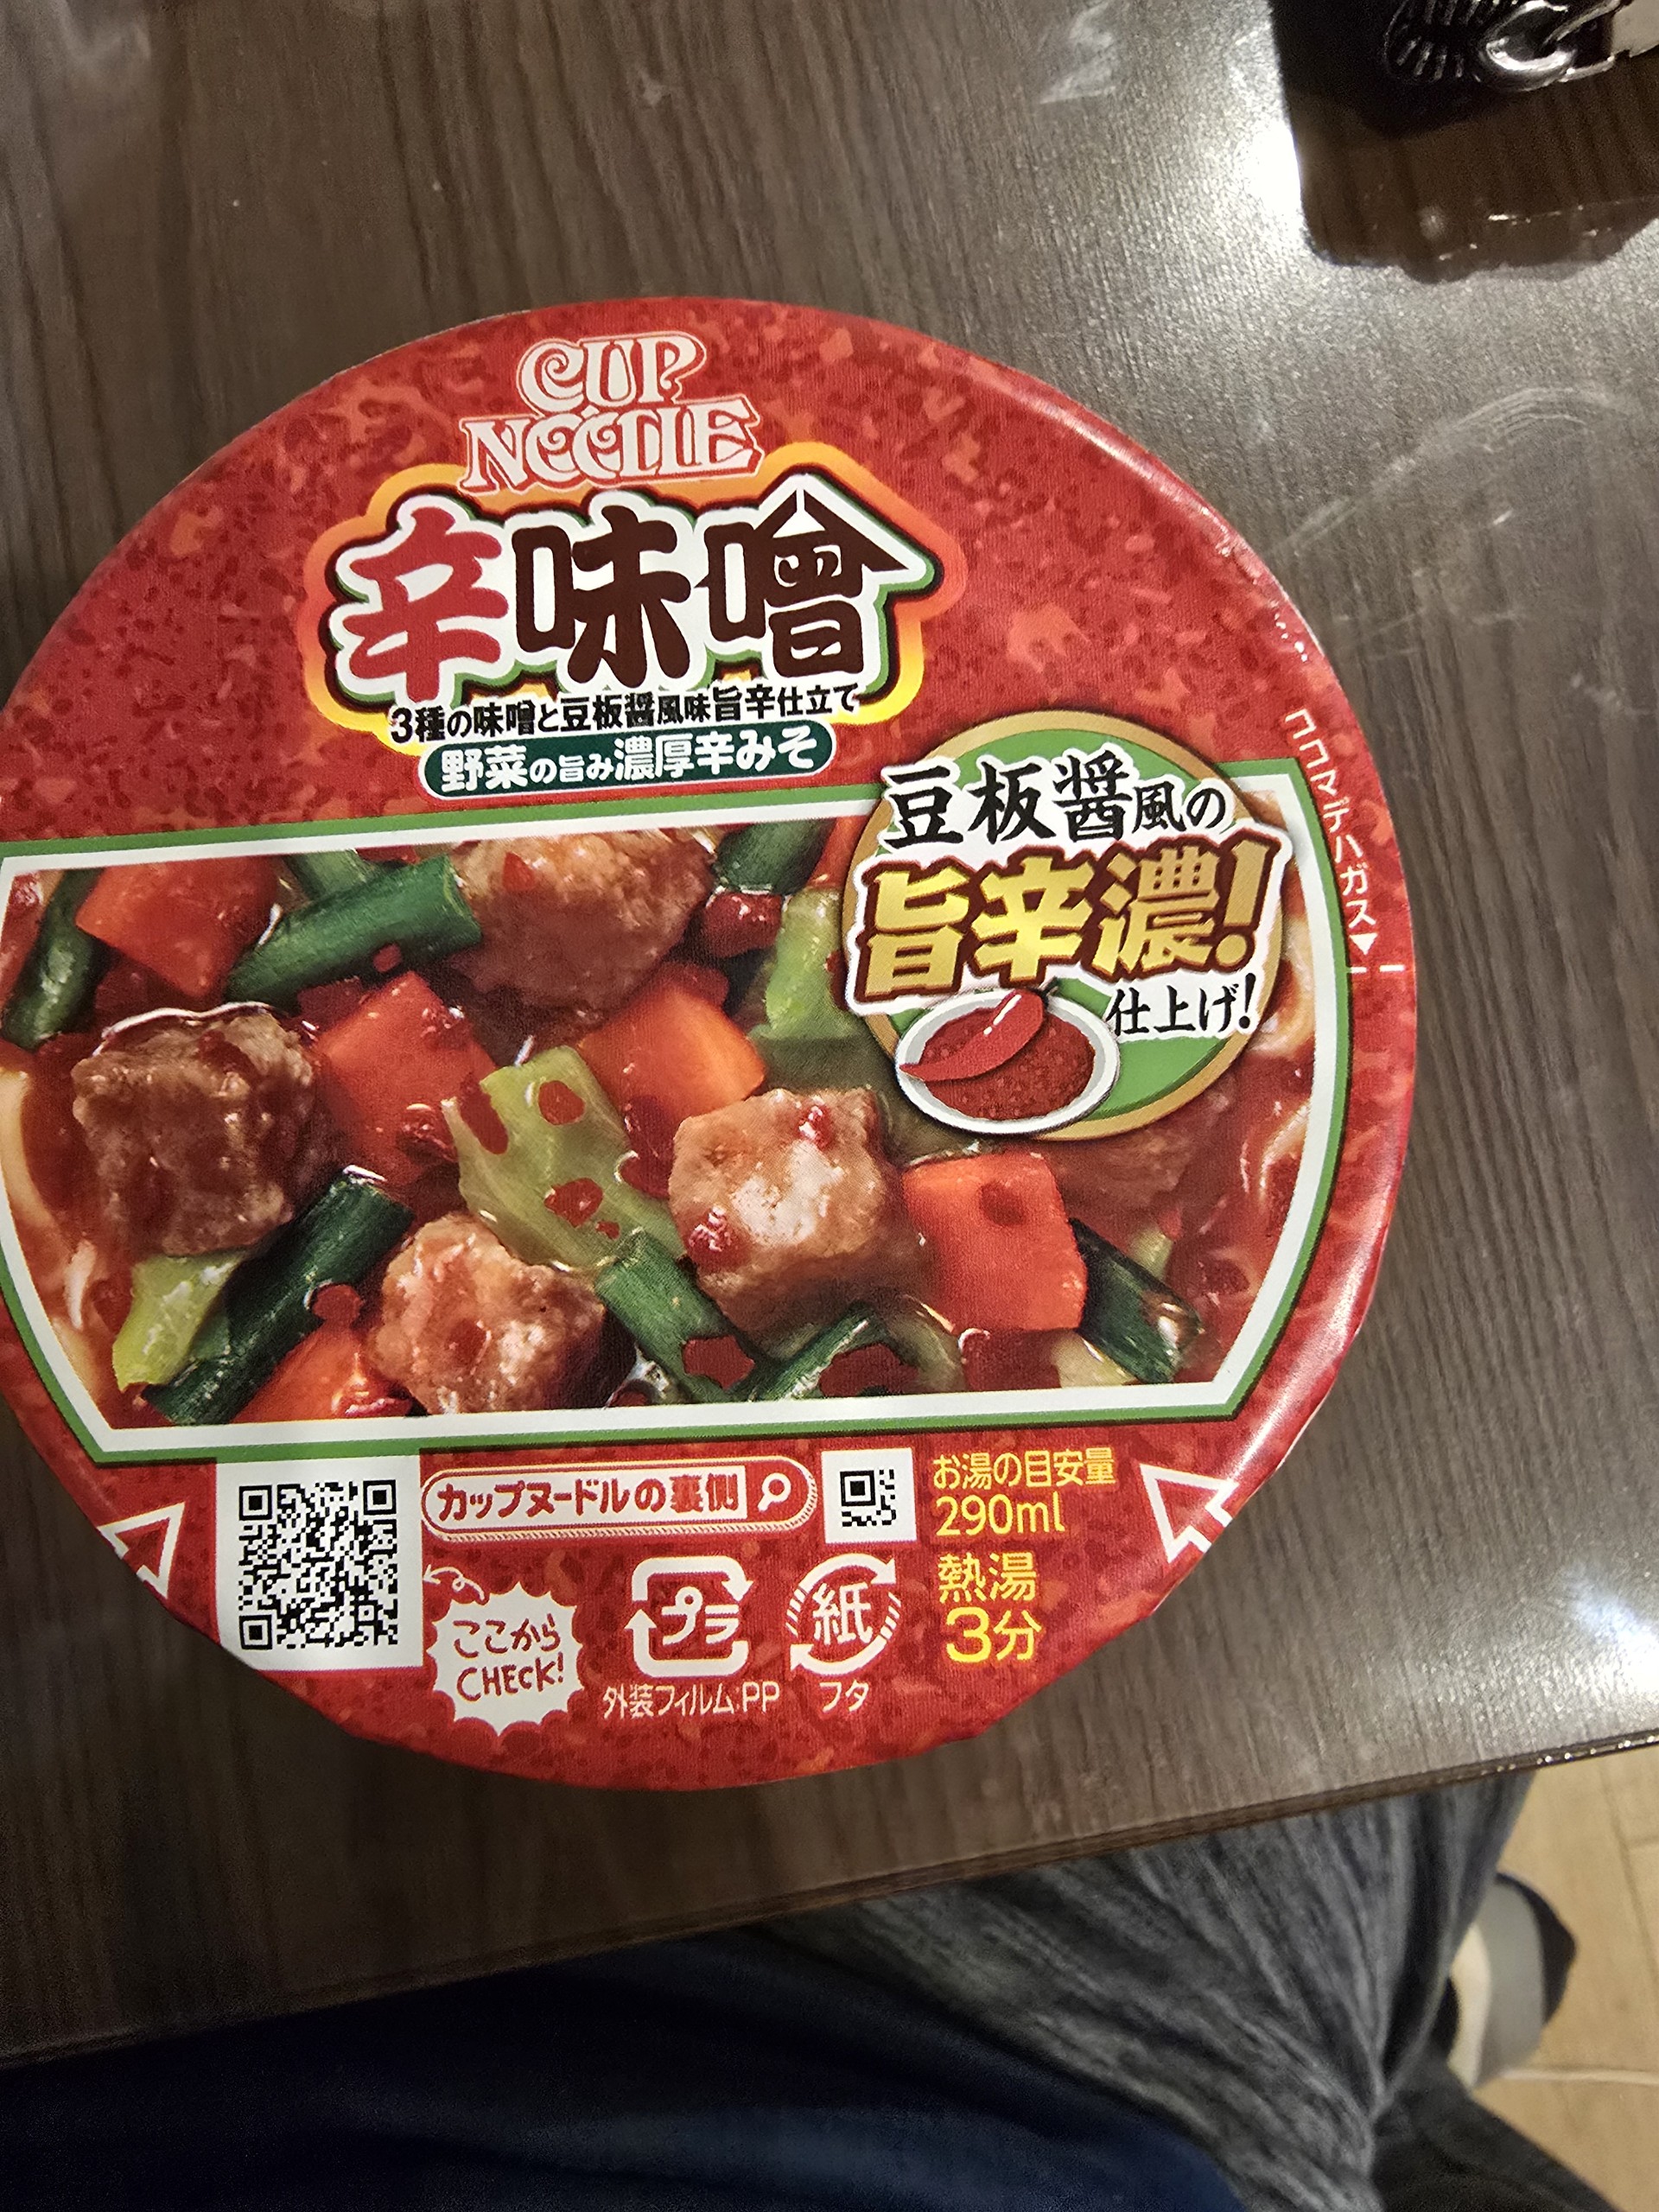 CUP
NOODLE
辛味噌
3種の味噌と豆板醤風味旨辛仕立て
野菜の旨み濃厚辛みそ
豆板醤風の
旨辛濃!
仕上げ!
ココマデハガス▼
カップヌードルの裏側
ここから
CHECK!
プラ
外装フィルム:PP
紙
フタ
お湯の目安量
290ml
熱湯
3分